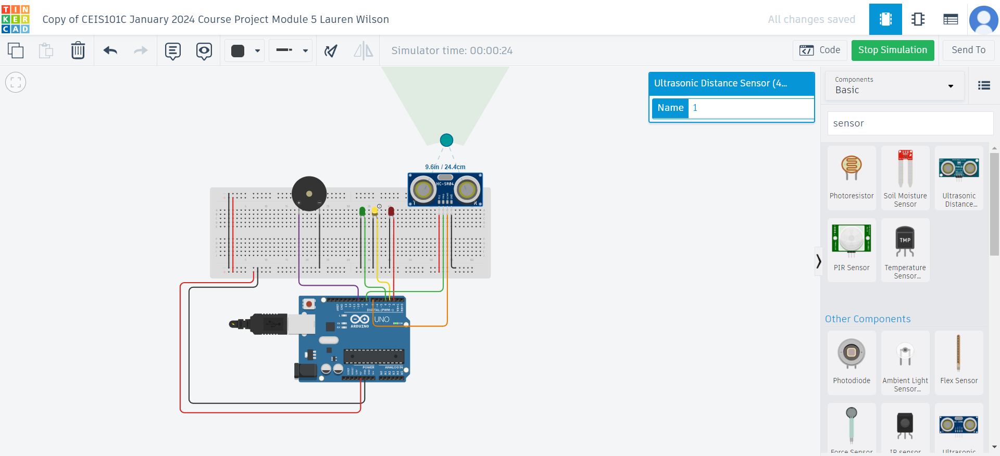 TIN
KER
CAD
Copy of CEIS101C January 2024 Course Project Module 5 Lauren Wilson
All changes saved
Simulator time: 00:00:24
Code
Stop Simulation
Send To
Ultrasonic Distance Sensor (4...
Name 1
Components
Basic
sensor
Photoresistor
Soil Moisture
Sensor
Ultrasonic
Distance...
PIR Sensor
TMP
Temperature
Sensor...
Other Components
Photodiode
Ambient Light
Sensor...
Flex Sensor
Force Sensor
IR sensor
Ultrasonic
9.6in / 24.4cm
HC-SR04
T
R
DIGITAL (PWM~)
UNO
ARDUINO
POWER
ANALOG IN